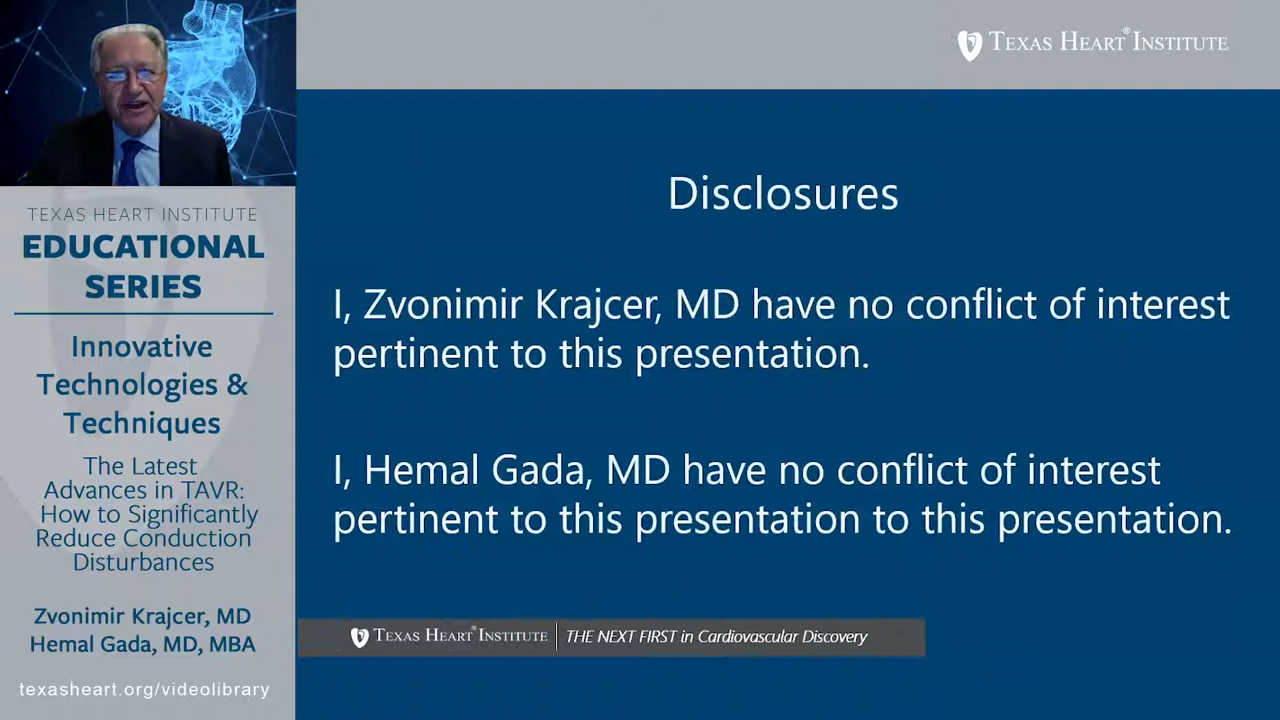 TEXAS HEART® INSTITUTE
Disclosures
I, Zvonimir Krajcer, MD have no conflict of interest
pertinent to this presentation.
I, Hemal Gada, MD have no conflict of interest
pertinent to this presentation to this presentation.
TEXAS HEART® INSTITUTE THE NEXT FIRST in Cardiovascular Discovery
TEXAS HEART INSTITUTE
EDUCATIONAL
SERIES
Innovative
Technologies &
Techniques
The Latest
Advances in TAVR:
How to Significantly
Reduce Conduction
Disturbances
Zvonimir Krajcer, MD
Hemal Gada, MD, MBA
texasheart.org/videolibrary